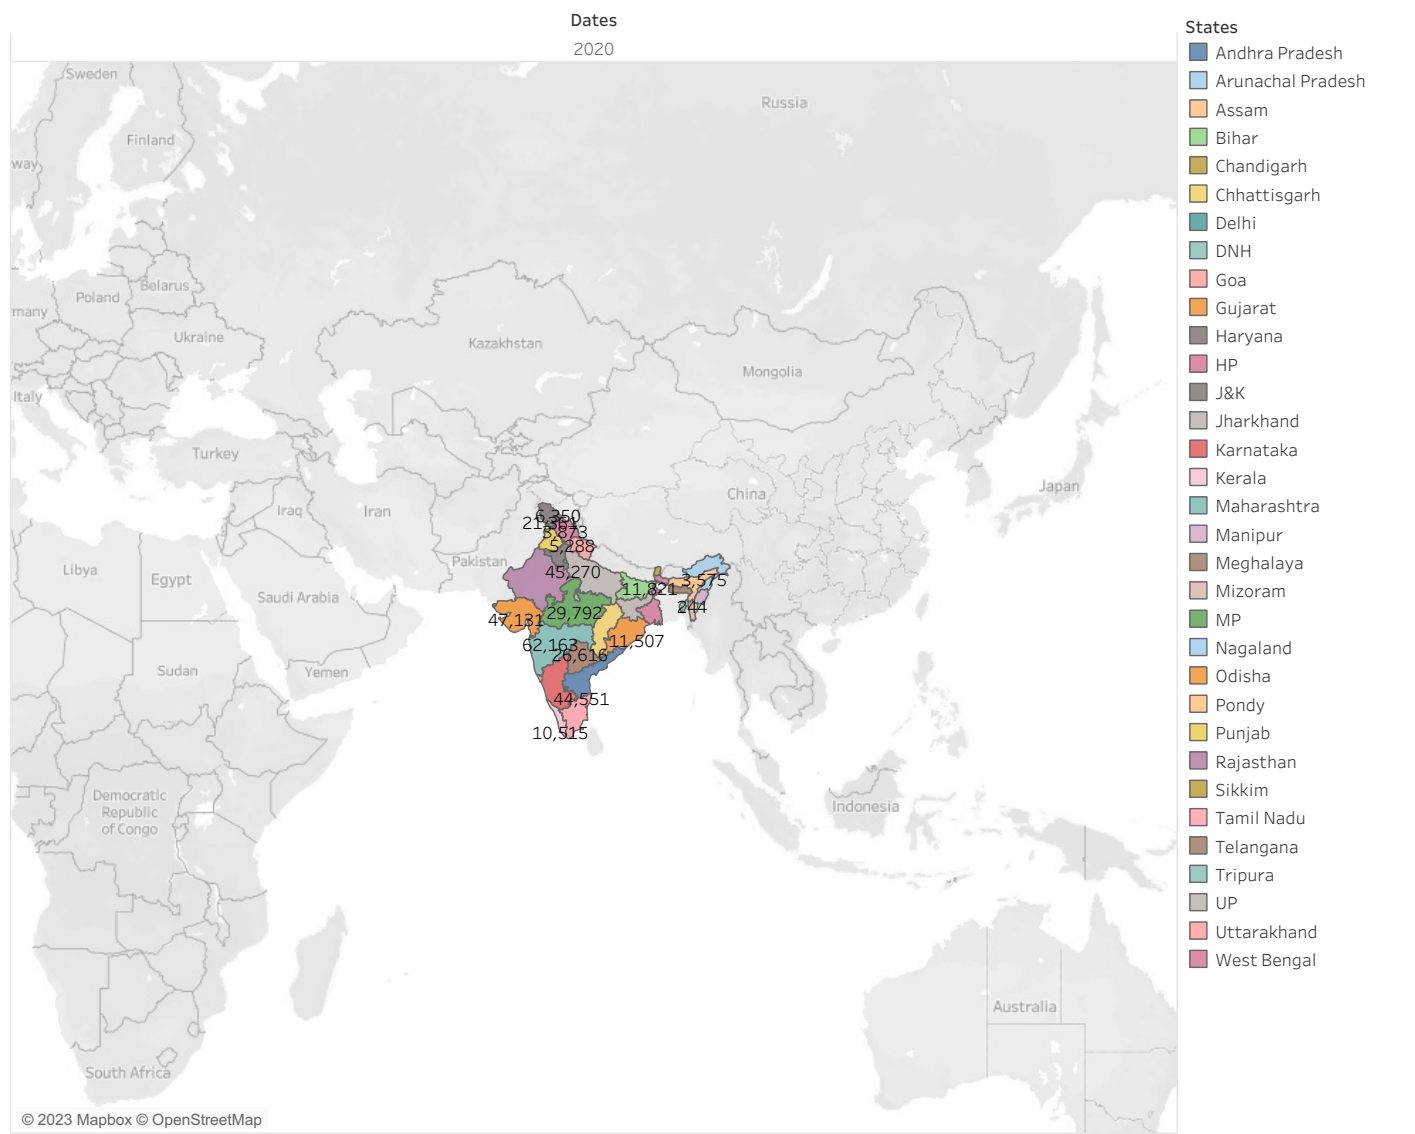 Dates
2020
States
Andhra Pradesh
Arunachal Pradesh
Assam
Bihar
Chandigarh
Chhattisgarh
Delhi
DNH
Goa
Gujarat
Haryana
HP
J&K
Jharkhand
Karnataka
Kerala
Maharashtra
Manipur
Meghalaya
Mizoram
MP
Nagaland
Odisha
Pondy
Punjab
Rajasthan
Sikkim
Tamil Nadu
Telangana
Tripura
UP
Uttarakhand
West Bengal
Sweden
Russia
Finland
way
Belarus
Poland
many
Ukraine
Kazakhstan
Mongolia
Italy
Turkey
China
Japan
Iraq
Iran
Pakistan
Libya
Egypt
Saudi Arabia
Sudan
Yemen
6,350
3,873
5,288
45,270
3,575
11,821
244
29,792
47,131
11,507
62,163
26,616
44,551
10,515
Democratic
Republic
of Congo
Indonesia
Australia
South Africa
© 2023 Mapbox © OpenStreetMap